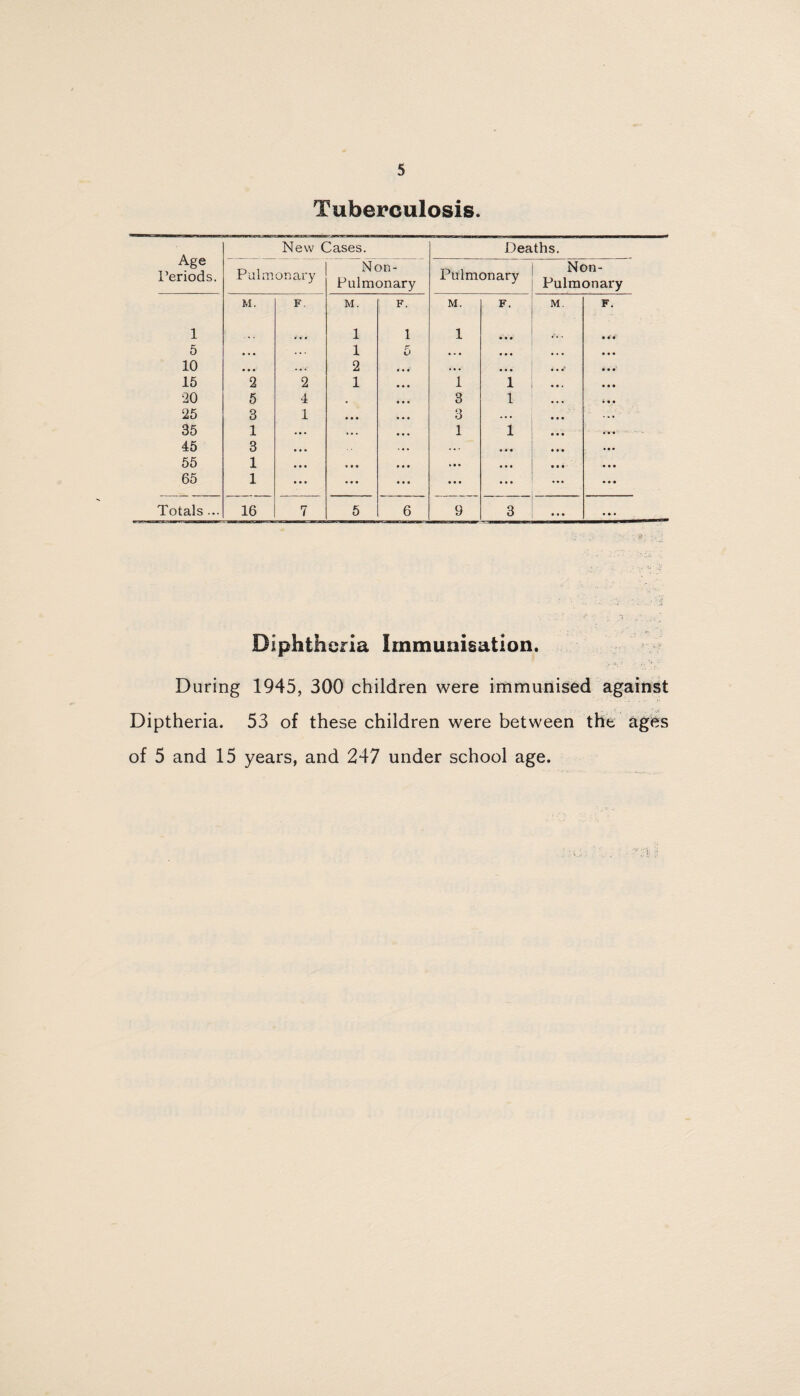 5
Tuberculosis.
Age Periods. | New Cases. | Deaths.
Pulmonary | Non-Pulmonary | Pulmonary | Non-Pulmonary
M. | F. | M. | F. | M. | F. | M. | F.
1 | ... | ... | 1 | 1 | 1 | ... | ... | ...
5 | ... | ... | 1 | 5 | ... | ... | ... | ...
10 | ... | ... | 2 | ... | ... | ... | ... | ...
15 | 2 | 2 | 1 | ... | 1 | 1 | ... | ...
20 | 5 | 4 | . | ... | 3 | 1 | ... | ...
25 | 3 | 1 | ... | ... | 3 | ... | ... | ...
35 | 1 | ... | ... | ... | 1 | 1 | ... | ...
45 | 3 | ... | ... | ... | ... | ... | ... | ...
55 | 1 | ... | ... | ... | ... | ... | ... | ...
65 | 1 | ... | ... | ... | ... | ... | ... | ...
Totals ... | 16 | 7 | 5 | 6 | 9 | 3 | ... | ...
Diphtheria Immunisation.
During 1945, 300 children were immunised against
Diptheria. 53 of these children were between the ages
of 5 and 15 years, and 247 under school age.